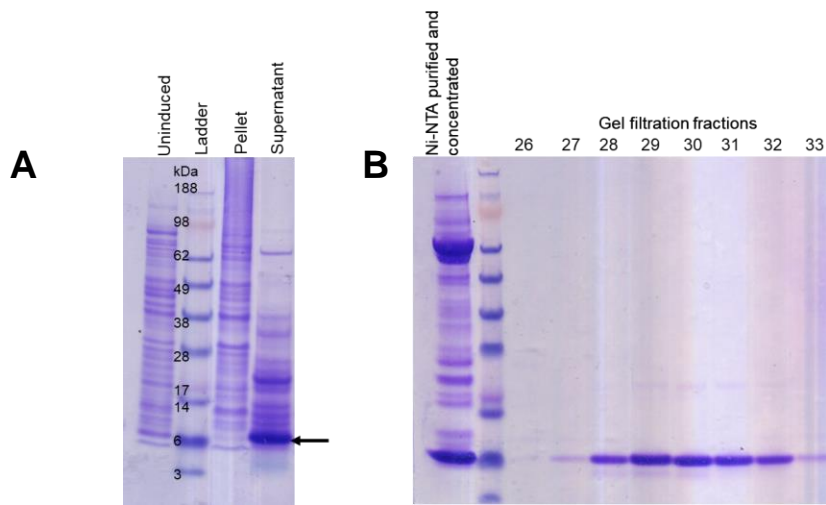 A
Uninduced
Ladder
Pellet
Supernatant
kDa
188
98
62
49
38
28
17
14
6
3
B
Ni-NTA purified and
concentrated
Gel filtration fractions
26 27 28 29 30 31 32 33